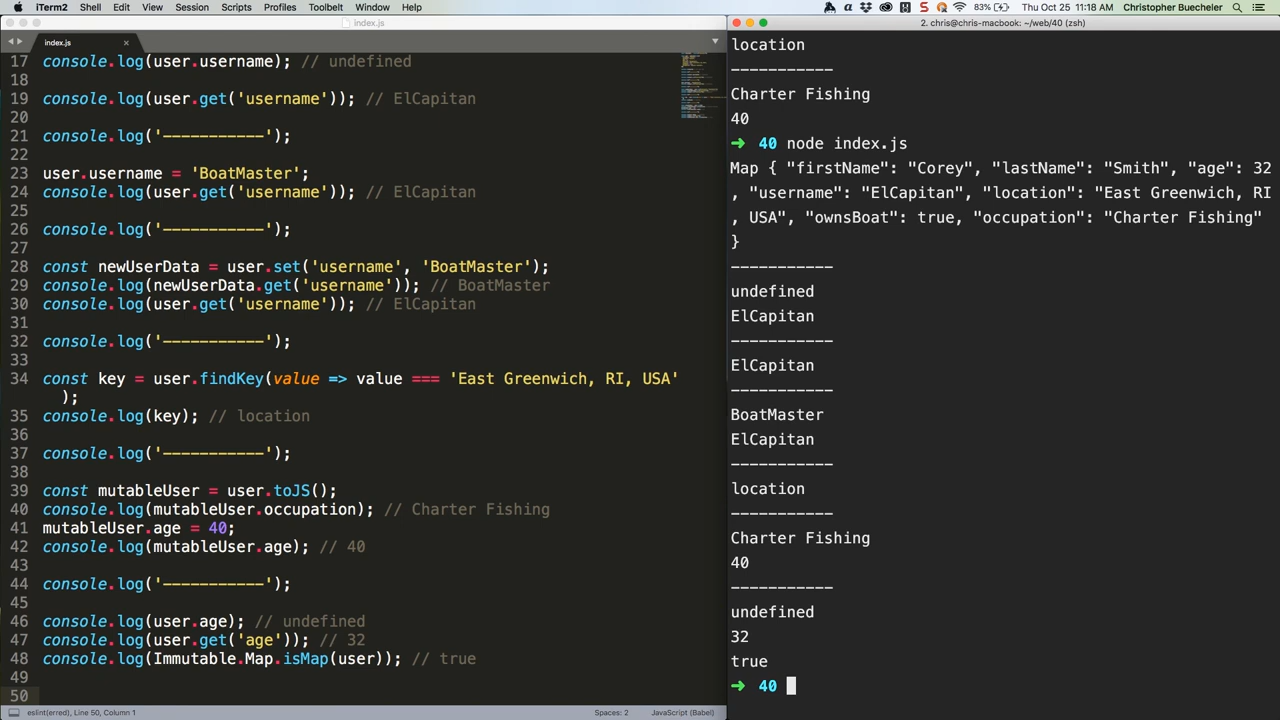 iTerm2 Shell Edit View Session Scripts Profiles Toolbelt Window Help
83% Thu Oct 25 11:18 AM Christopher Buecheler
index.js
index.js
17 console.log(user.username); // undefined
18
19 console.log(user.get('username')); // ElCapitan
20
21 console.log('-----------');
22
23 user.username = 'BoatMaster';
24 console.log(user.get('username')); // ElCapitan
25
26 console.log('-----------');
27
28 const newUserData = user.set('username', 'BoatMaster');
29 console.log(newUserData.get('username')); // BoatMaster
30 console.log(user.get('username')); // ElCapitan
31
32 console.log('-----------');
33
34 const key = user.findKey(value => value === 'East Greenwich, RI, USA'
);
35 console.log(key); // location
36
37 console.log('-----------');
38
39 const mutableUser = user.toJS();
40 console.log(mutableUser.occupation); // Charter Fishing
41 mutableUser.age = 40;
42 console.log(mutableUser.age); // 40
43
44 console.log('-----------');
45
46 console.log(user.age); // undefined
47 console.log(user.get('age')); // 32
48 console.log(Immutable.Map.isMap(user)); // true
49
50
eslint(erred), Line 50, Column 1 Spaces: 2 JavaScript (Babel)
2. chris@chris-macbook: ~/web/40 (zsh)
location
-----------
Charter Fishing
40
➜ 40 node index.js
Map { "firstName": "Corey", "lastName": "Smith", "age": 32
, "username": "ElCapitan", "location": "East Greenwich, RI
, USA", "ownsBoat": true, "occupation": "Charter Fishing"
}
-----------
undefined
ElCapitan
-----------
ElCapitan
-----------
BoatMaster
ElCapitan
-----------
location
-----------
Charter Fishing
40
-----------
undefined
32
true
➜ 40